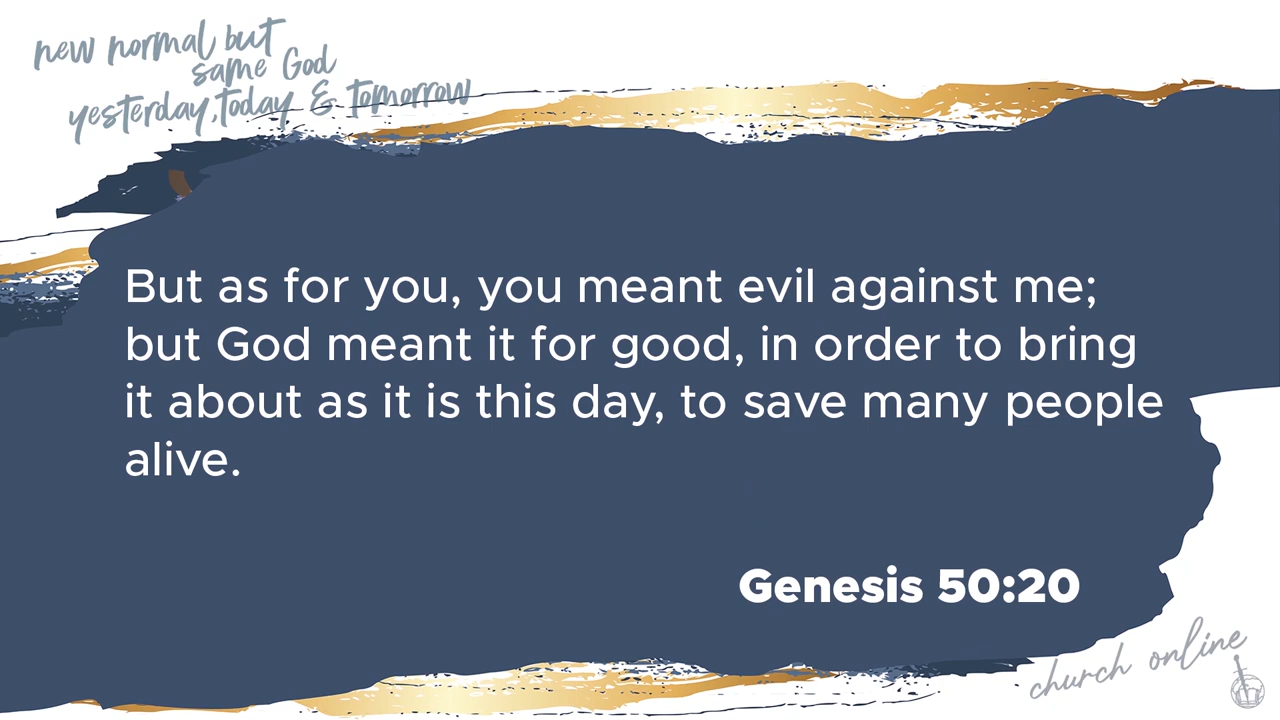 new normal but
same God
yesterday, today & tomorrow
But as for you, you meant evil against me;
but God meant it for good, in order to bring
it about as it is this day, to save many people
alive.
Genesis 50:20
church online